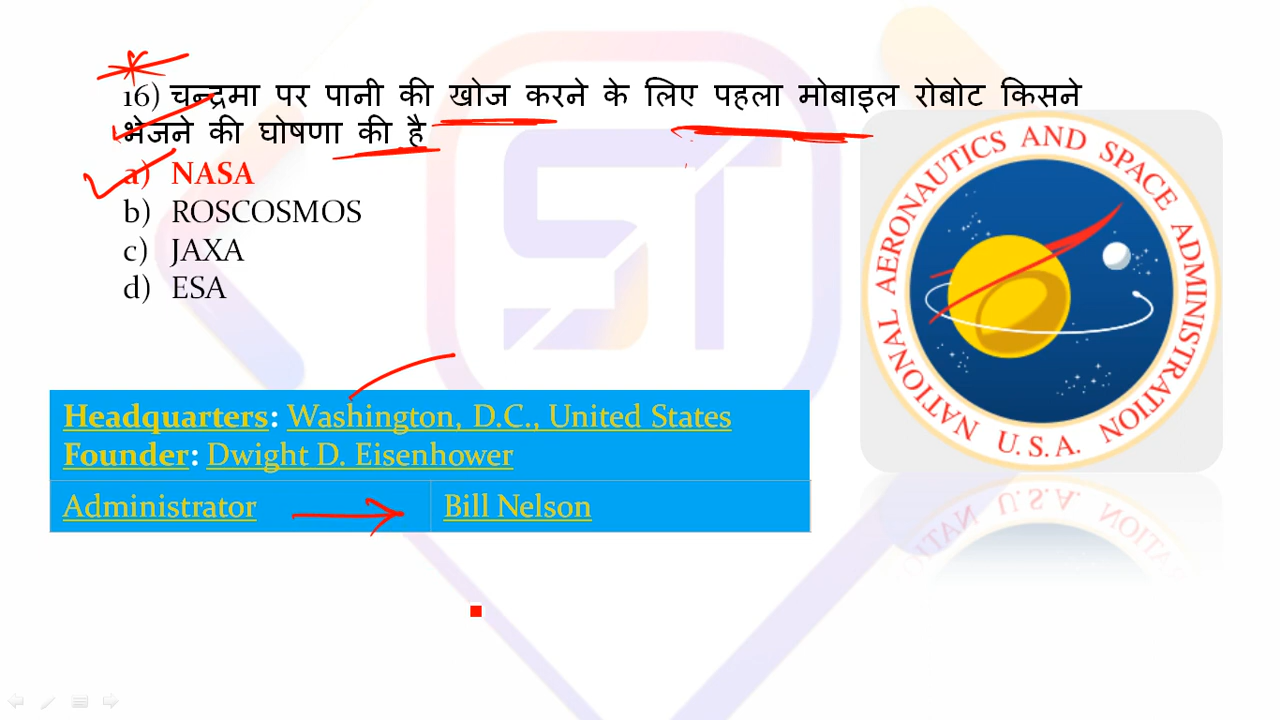 16) चन्द्रमा पर पानी की खोज करने के लिए पहला मोबाइल रोबोट किसने
भेजने की घोषणा की है
a) NASA
b) ROSCOSMOS
c) JAXA
d) ESA
NATIONAL AERONAUTICS AND SPACE ADMINISTRATION
U.S.A.
Headquarters: Washington, D.C., United States
Founder: Dwight D. Eisenhower
Administrator Bill Nelson